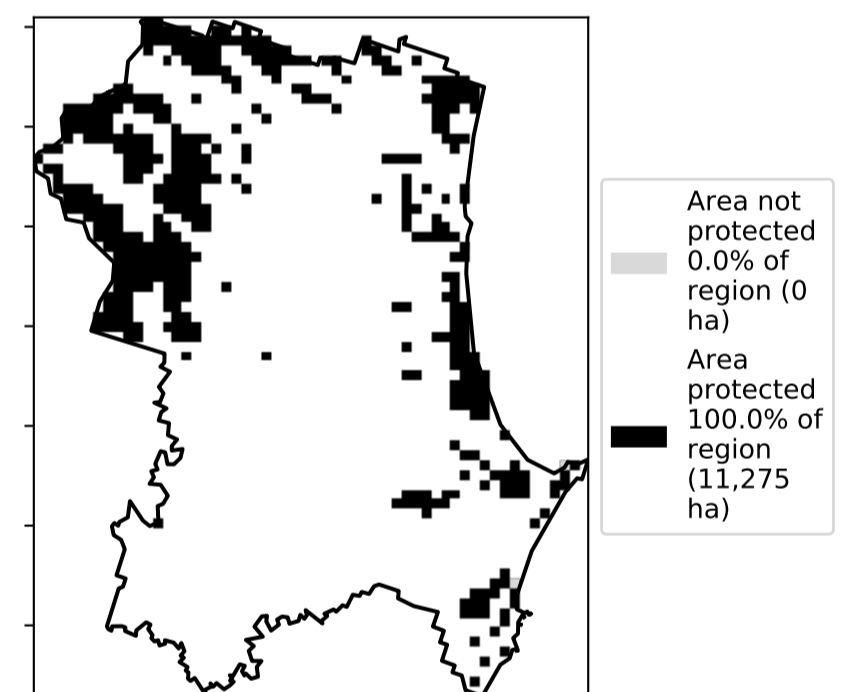 Area not
protected
0.0% of
region (0
ha)
Area
protected
100.0% of
region
(11,275
ha)